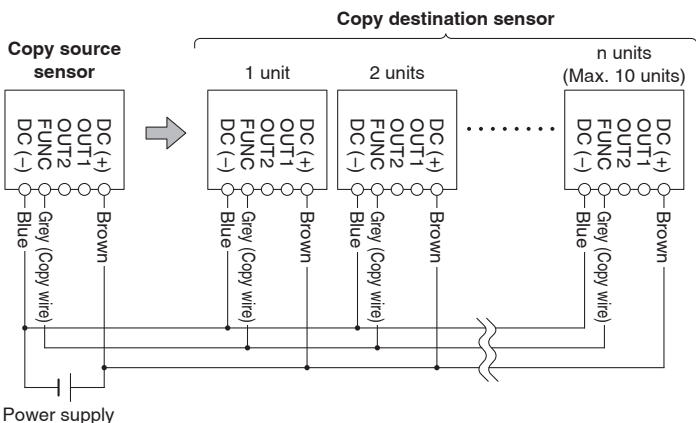 Copy destination sensor
Copy source
sensor
1 unit
2 units
n units
(Max. 10 units)
DC (−)
FUNC
OUT2
OUT1
DC (+)
DC (−)
FUNC
OUT2
OUT1
DC (+)
DC (−)
FUNC
OUT2
OUT1
DC (+)
DC (−)
FUNC
OUT2
OUT1
DC (+)
Blue
Grey (Copy wire)
Brown
Blue
Grey (Copy wire)
Brown
Blue
Grey (Copy wire)
Brown
Blue
Grey (Copy wire)
Brown
Power supply